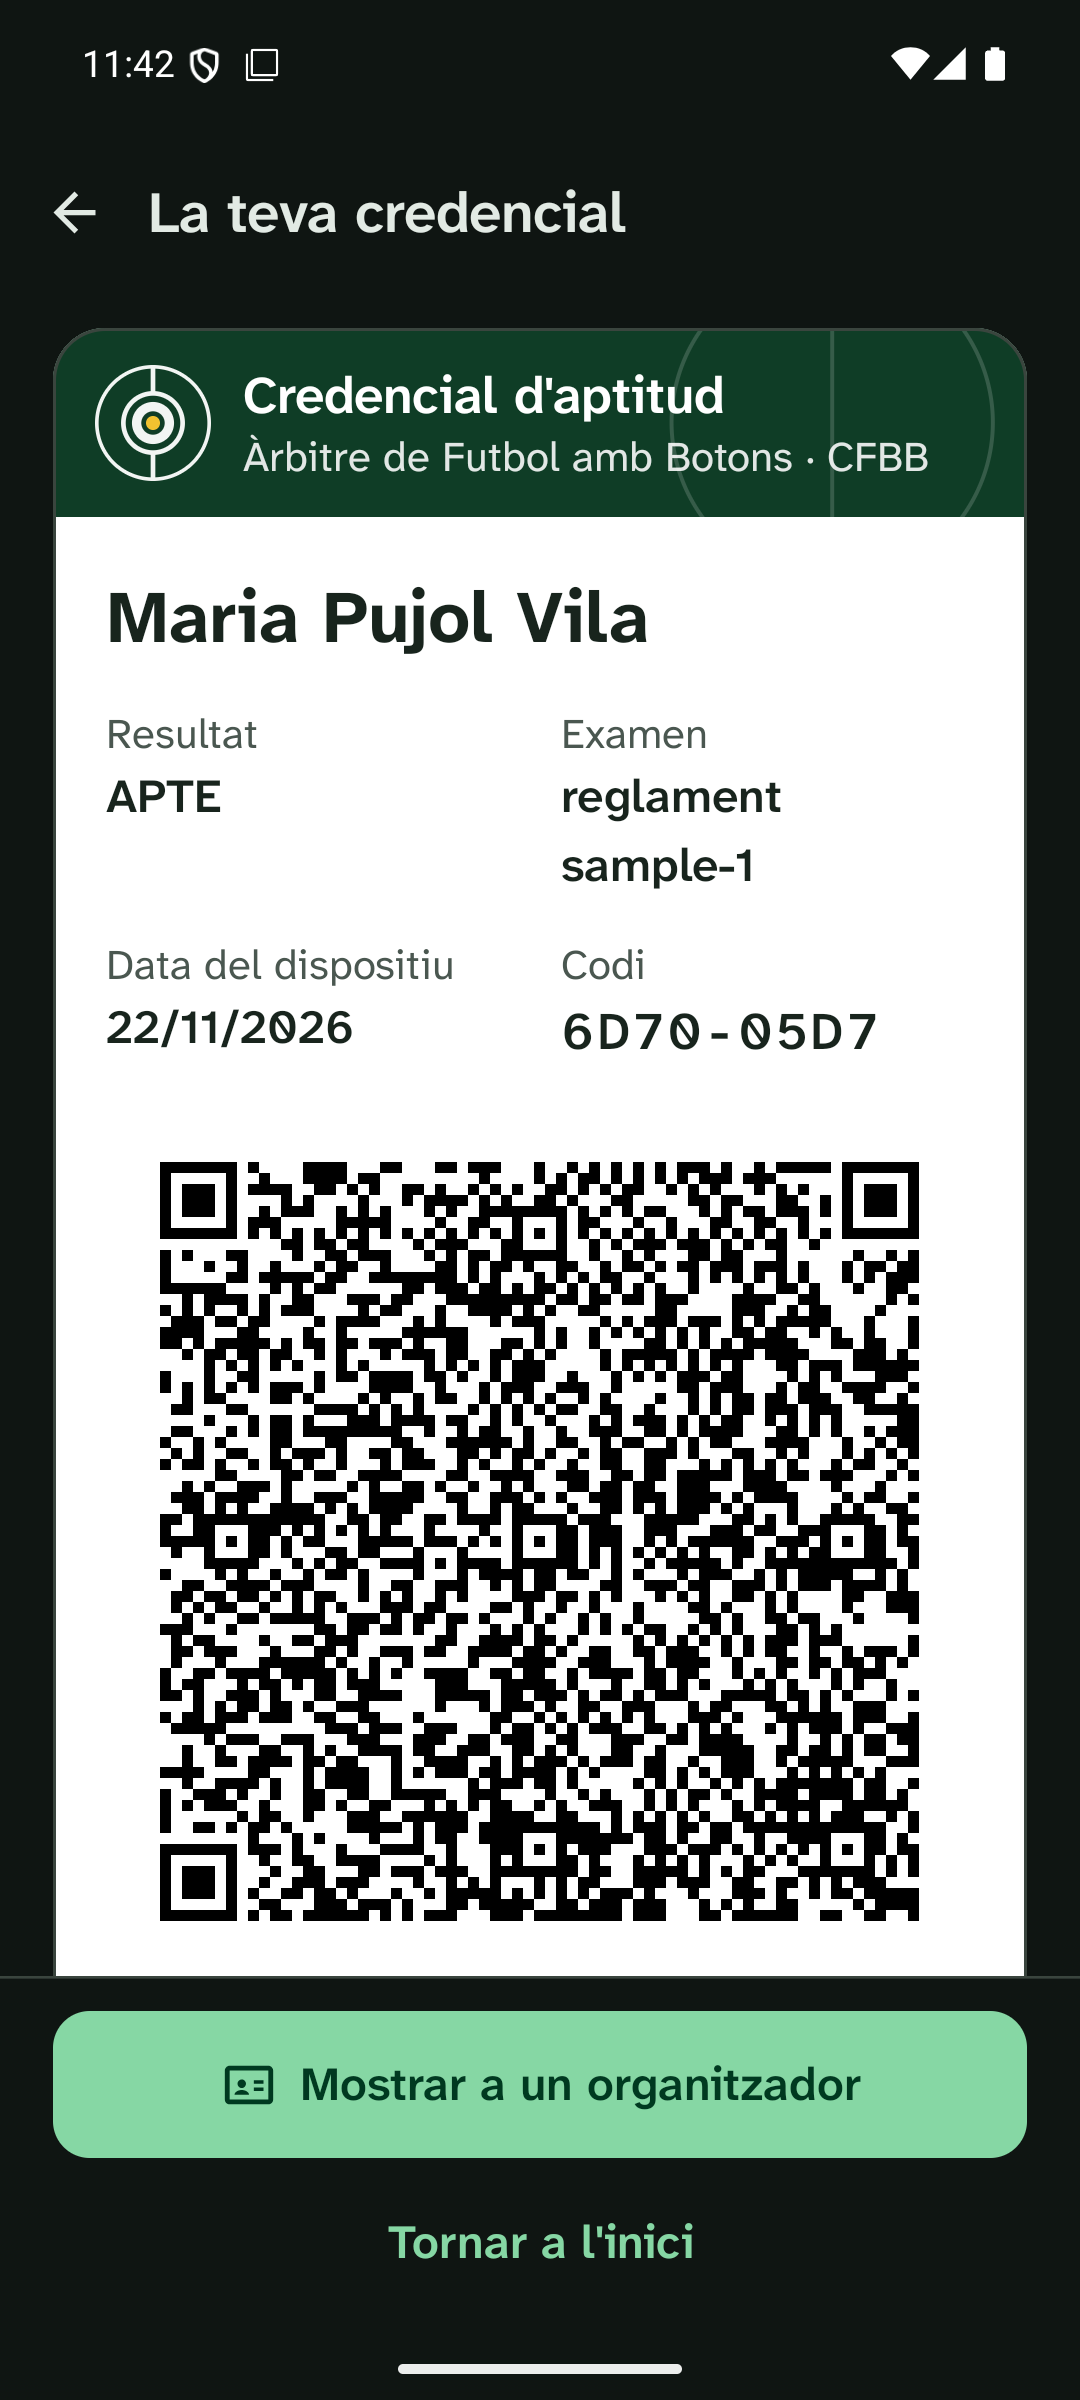 11:42
La teva credencial
Credencial d'aptitud
Àrbitre de Futbol amb Botons · CFBB
Maria Pujol Vila
Resultat
APTE
Examen
reglament
sample-1
Data del dispositiu
22/11/2026
Codi
6D70-05D7
Mostrar a un organitzador
Tornar a l'inici